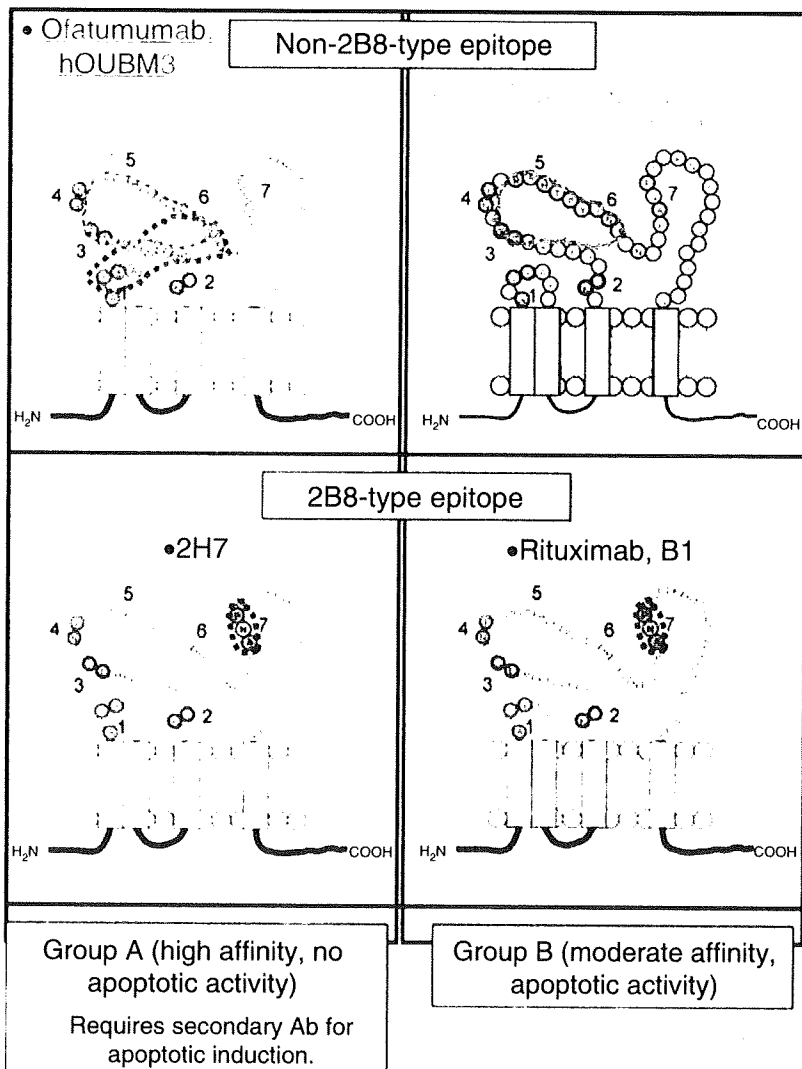 • Ofatumumab, hOUBM3
Non-2B8-type epitope
5
4
6
7
3
1
2
H₂N
COOH
5
4
6
7
3
1
2
H₂N
COOH
2B8-type epitope
•2H7
5
4
6
7
3
1
2
H₂N
COOH
•Rituximab, B1
5
4
6
7
3
1
2
H₂N
COOH
Group A (high affinity, no
apoptotic activity)
Requires secondary Ab for
apoptotic induction.
Group B (moderate affinity,
apoptotic activity)